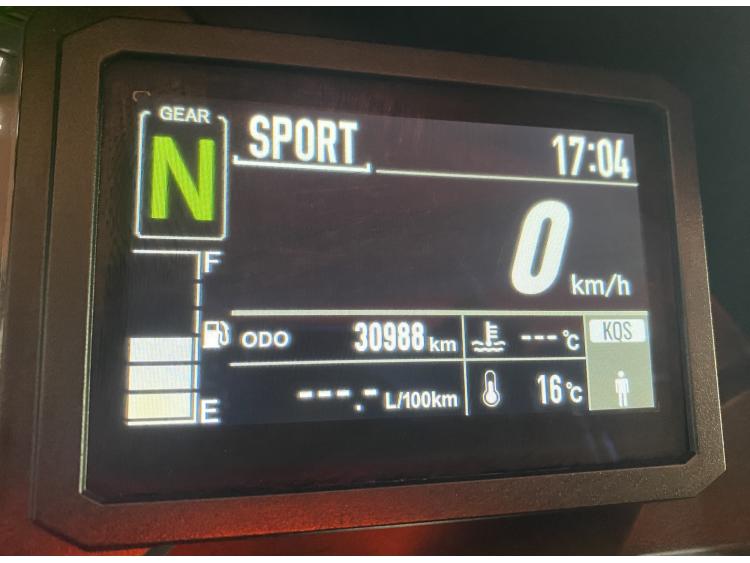 GEAR
N
SPORT
17:04
0 km/h
F
E
ODO 30988 km
---°C
KQS
---.- L/100km
16°C